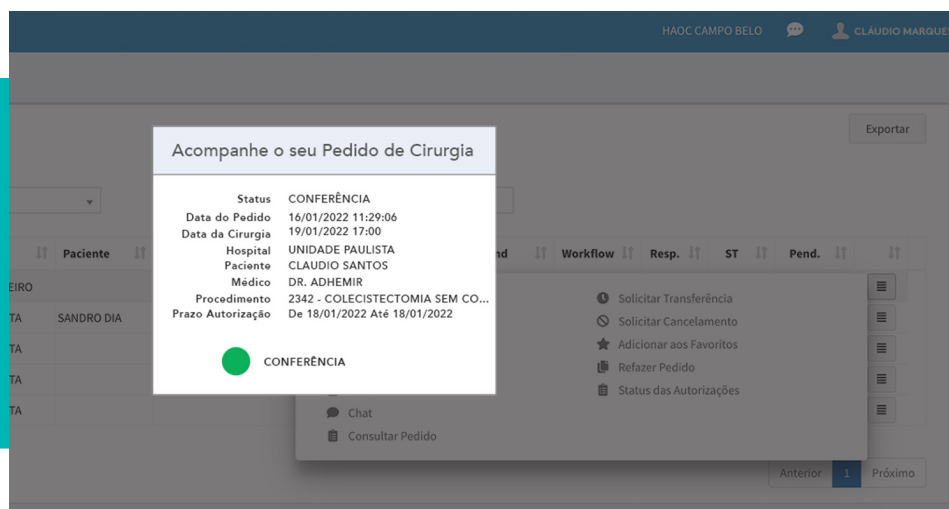 HAOC CAMPO BELO CLÁUDIO MARQUES
Exportar
Acompanhe o seu Pedido de Cirurgia
Status CONFERÊNCIA
Data do Pedido 16/01/2022 11:29:06
Data da Cirurgia 19/01/2022 17:00
Hospital UNIDADE PAULISTA
Paciente CLAUDIO SANTOS
Médico DR. ADHEMIR
Procedimento 2342 - COLECISTECTOMIA SEM CO...
Prazo Autorização De 18/01/2022 Até 18/01/2022
CONFERÊNCIA
Paciente Workflow Resp. ST Pend.
EIRO
TA SANDRO DIA
TA
TA
TA
Solicitar Transferência
Solicitar Cancelamento
Adicionar aos Favoritos
Refazer Pedido
Status das Autorizações
Chat
Consultar Pedido
Anterior 1 Próximo